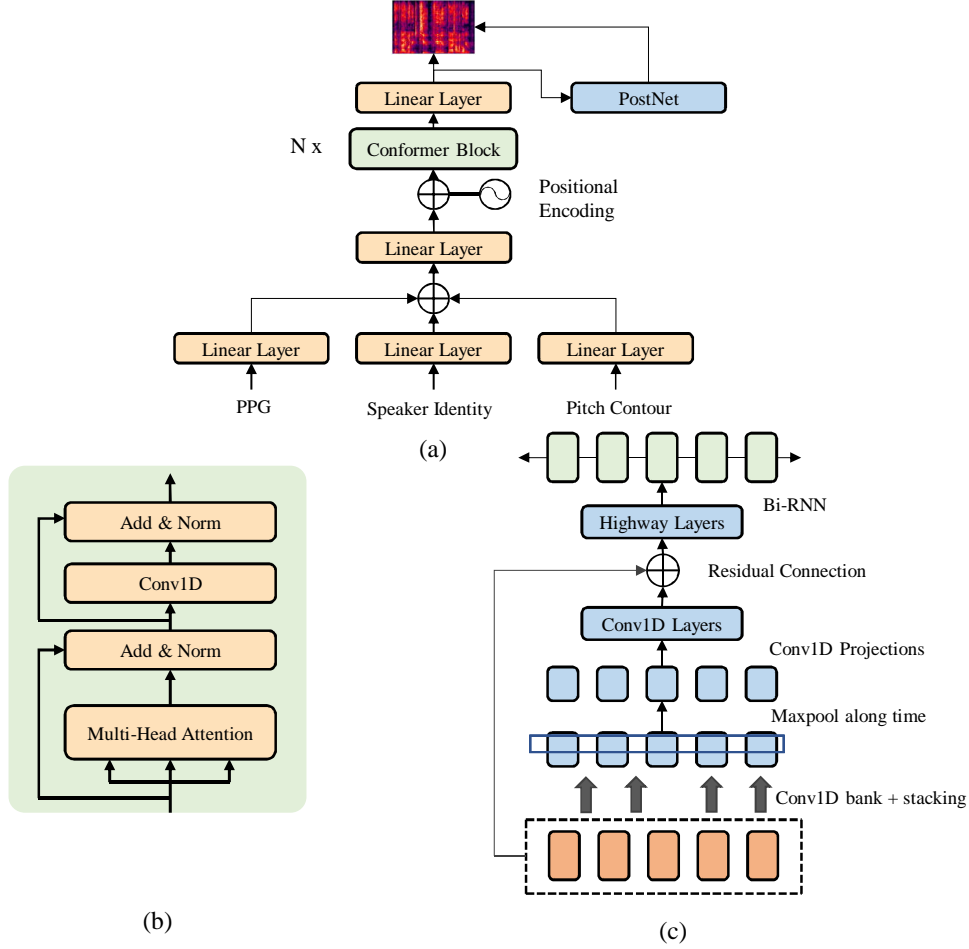 Linear Layer
PostNet
N x
Conformer Block
Positional
Encoding
Linear Layer
Linear Layer
Linear Layer
Linear Layer
PPG
Speaker Identity
Pitch Contour
(a)
Add & Norm
Conv1D
Add & Norm
Multi-Head Attention
(b)
Bi-RNN
Highway Layers
Residual Connection
Conv1D Layers
Conv1D Projections
Maxpool along time
Conv1D bank + stacking
(c)